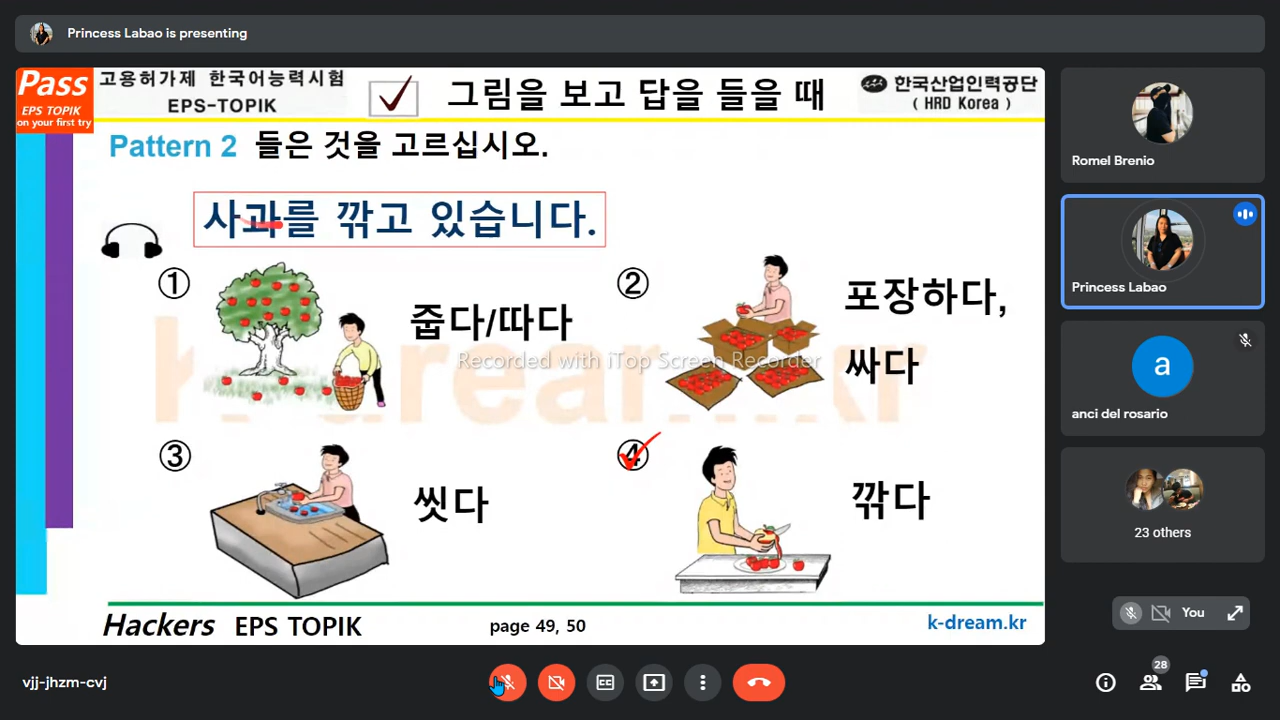 Princess Labao is presenting
Pass
EPS TOPIK
on your first try
고용허가제 한국어능력시험
EPS-TOPIK
그림을 보고 답을 들을 때
한국산업인력공단
( HRD Korea )
Pattern 2 들은 것을 고르십시오.
사과를 깎고 있습니다.
①
줍다/따다
②
포장하다,
싸다
Recorded with iTop Screen Recorder
k-dream.kr
③
씻다
④
깎다
Hackers EPS TOPIK
page 49, 50
k-dream.kr
Romel Brenio
Princess Labao
a
anci del rosario
23 others
You
vjj-jhzm-cvj
CC
28